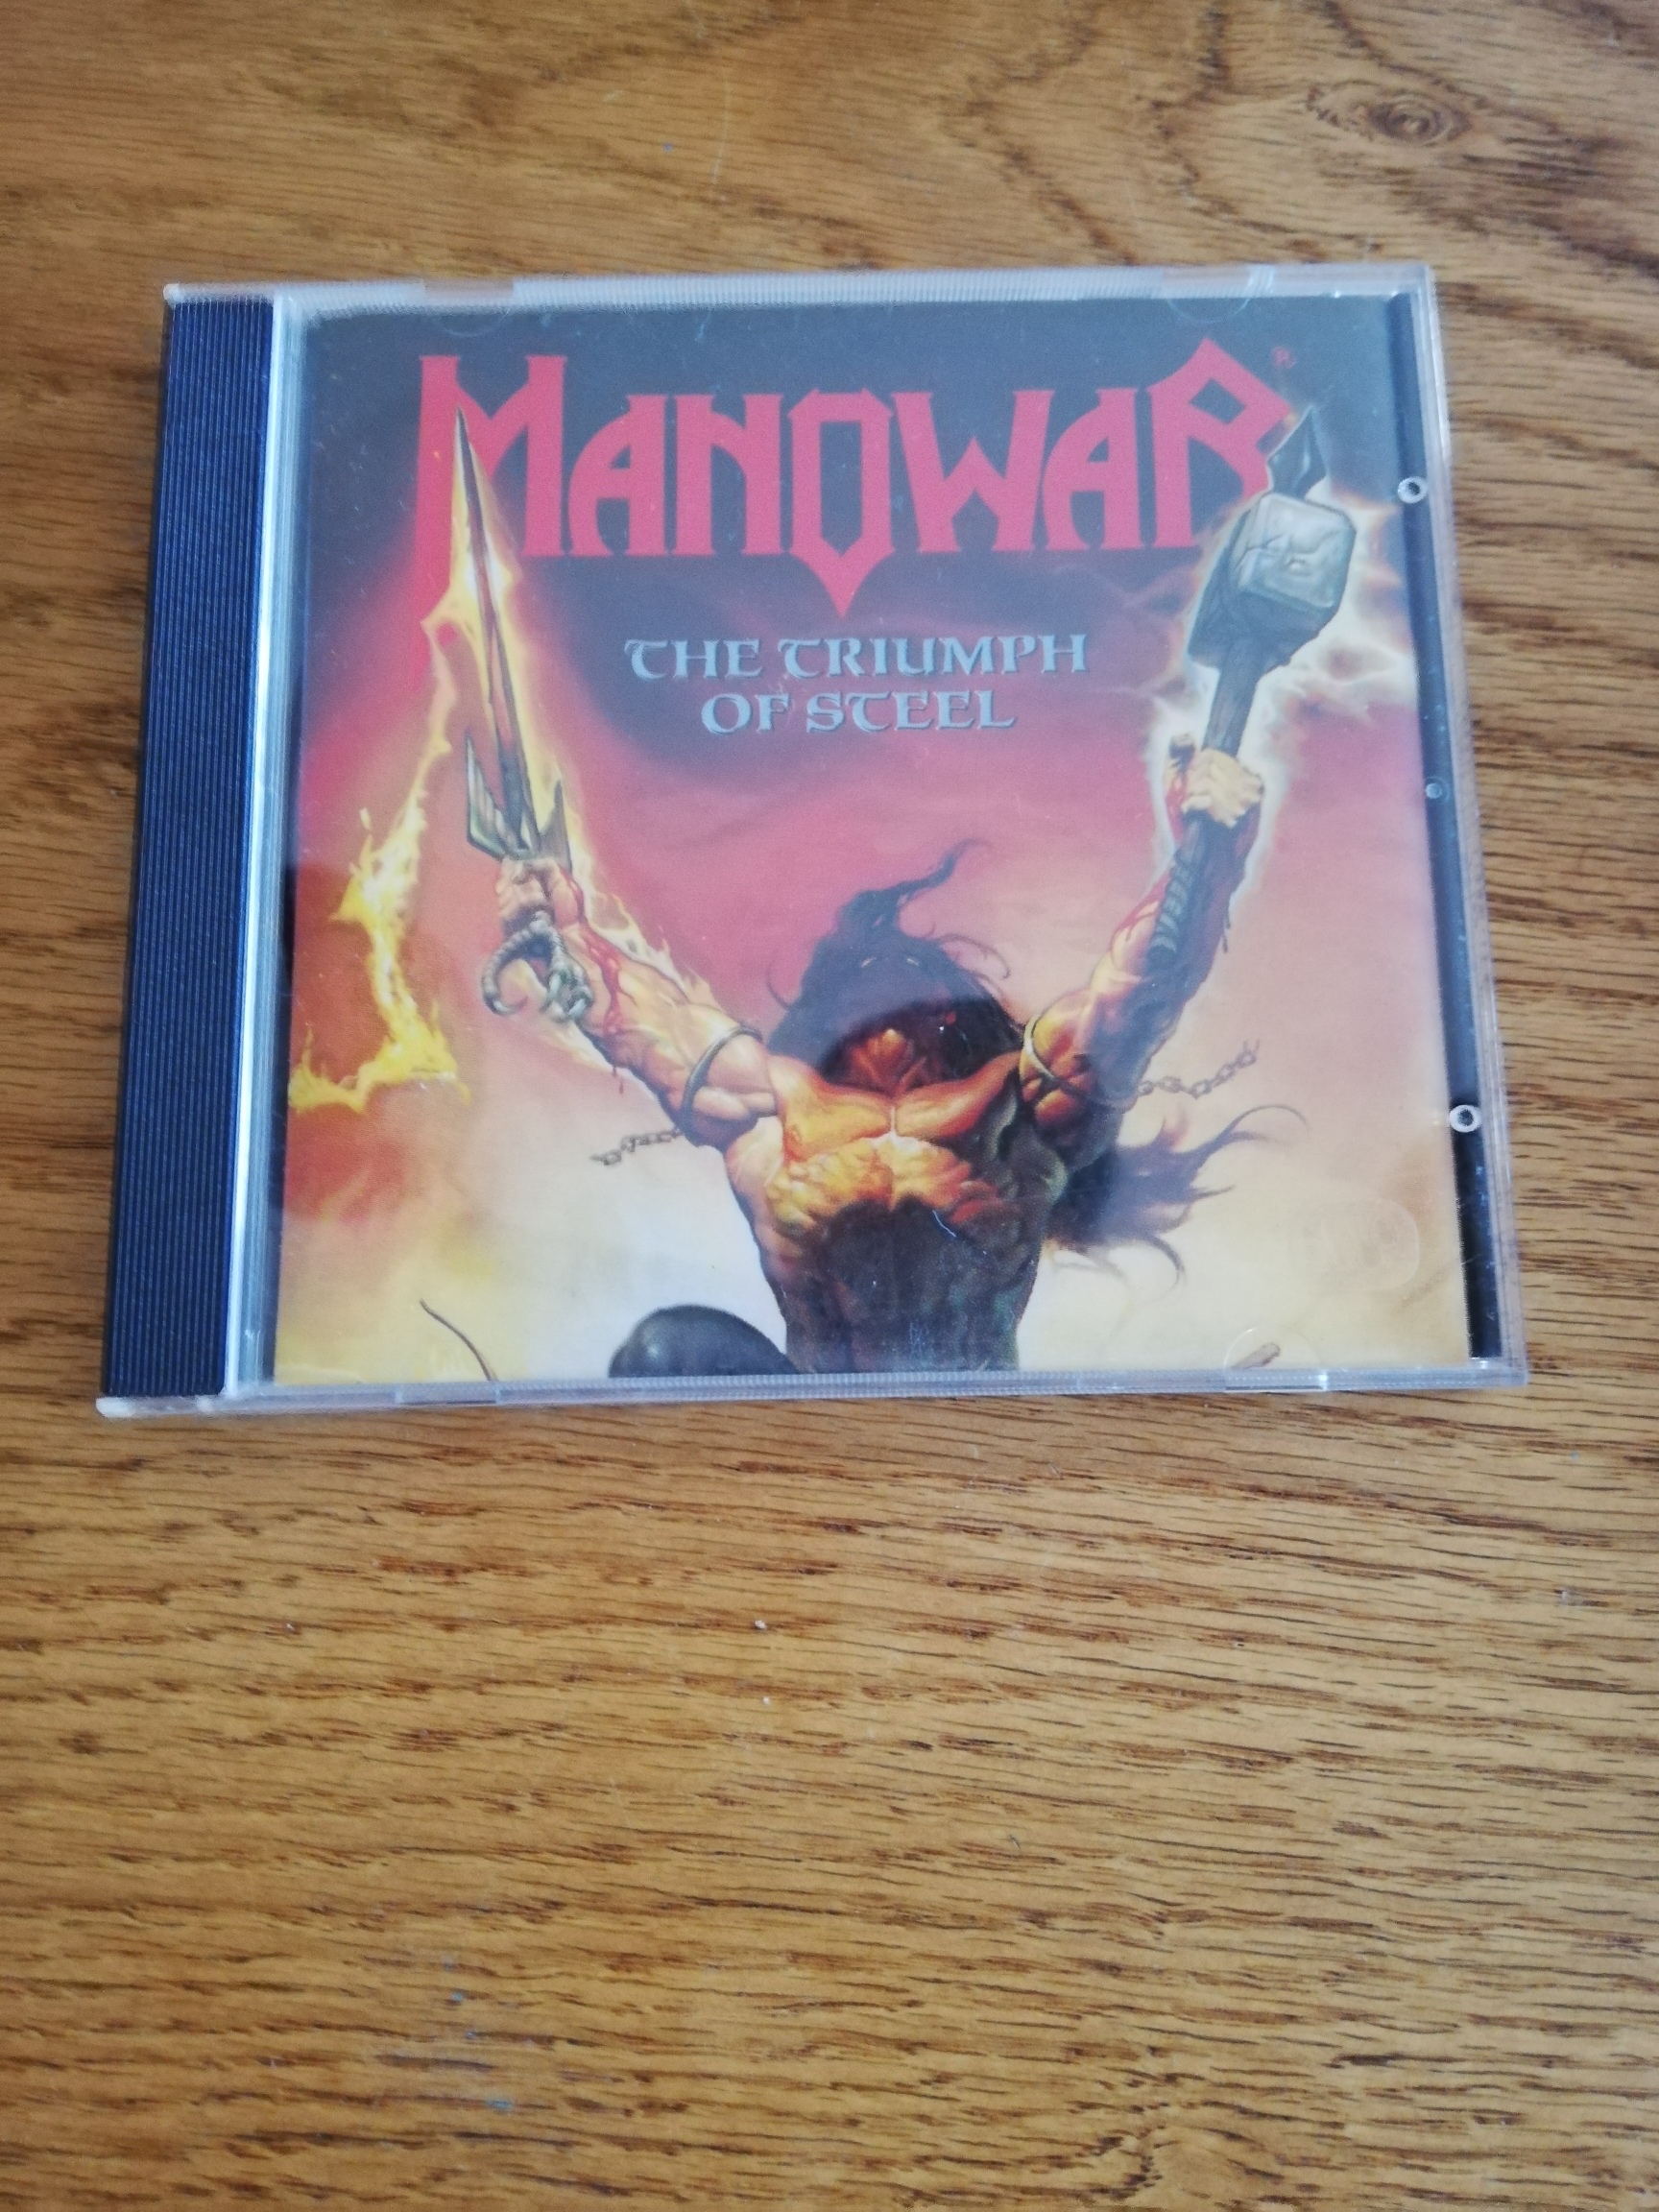 MANOWAR®
THE TRIUMPH
OF STEEL